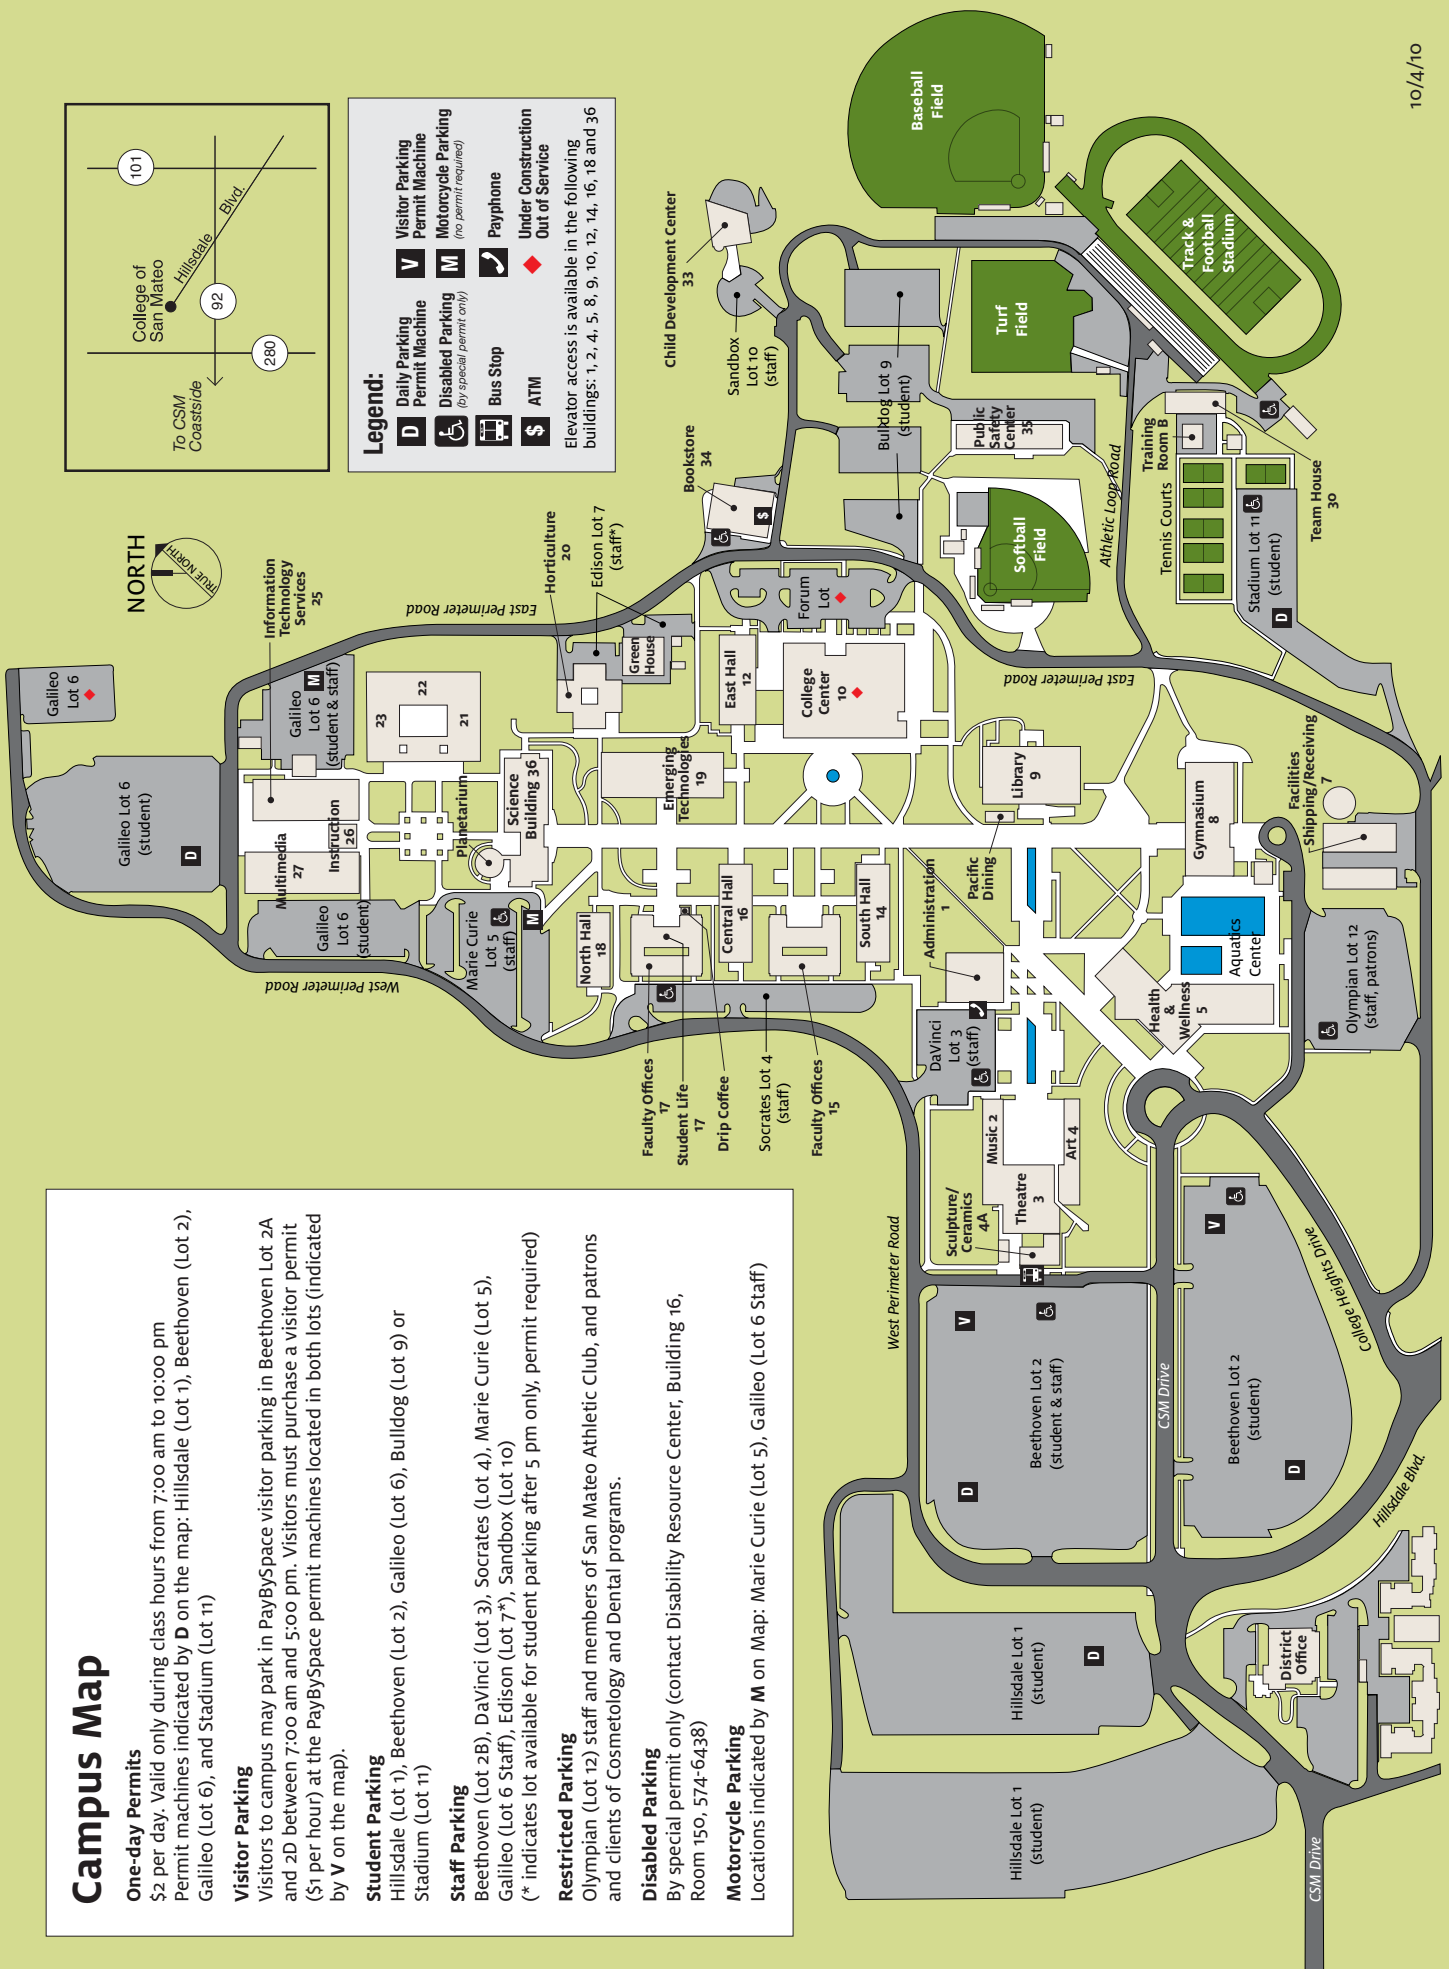 Campus Map
One-day Permits
$2 per day. Valid only during class hours from 7:00 am to 10:00 pm
Permit machines indicated by D on the map: Hillsdale (Lot 1), Beethoven (Lot 2),
Galileo (Lot 6), and Stadium (Lot 11)
Visitor Parking
Visitors to campus may park in PayBySpace visitor parking in Beethoven Lot 2A
and 2D between 7:00 am and 5:00 pm. Visitors must purchase a visitor permit
($1 per hour) at the PayBySpace permit machines located in both lots (indicated
by V on the map).
Student Parking
Hillsdale (Lot 1), Beethoven (Lot 2), Galileo (Lot 6), Bulldog (Lot 9) or
Stadium (Lot 11)
Staff Parking
Beethoven (Lot 2B), DaVinci (Lot 3), Socrates (Lot 4), Marie Curie (Lot 5),
Galileo (Lot 6 Staff), Edison (Lot 7*), Sandbox (Lot 10)
(* indicates lot available for student parking after 5 pm only, permit required)
Restricted Parking
Olympian (Lot 12) staff and members of San Mateo Athletic Club, and patrons
and clients of Cosmetology and Dental programs.
Disabled Parking
By special permit only (contact Disability Resource Center, Building 16,
Room 150, 574-6438)
Motorcycle Parking
Locations indicated by M on Map: Marie Curie (Lot 5), Galileo (Lot 6 Staff)
College of
San Mateo
Hillsdale
Blvd.
101
92
280
To CSM
Coastside
NORTH
TRUE NORTH
Legend:
D
Daily Parking
Permit Machine
V
Visitor Parking
Permit Machine
Disabled Parking
(by special permit only)
M
Motorcycle Parking
(no permit required)
Bus Stop
Payphone
$
ATM
Under Construction
Out of Service
Elevator access is available in the following
buildings: 1, 2, 4, 5, 8, 9, 10, 12, 14, 16, 18 and 36
Galileo
Lot 6
Galileo Lot 6
(student)
D
Galileo
Lot 6
(student & staff)
M
Information
Technology
Services
25
Multimedia
27
Instruction
26
Galileo
Lot 6
(student)
23
22
21
Planetarium
Science
Building 36
Marie Curie
Lot 5
(staff)
M
West Perimeter Road
East Perimeter Road
Horticulture
20
Edison Lot 7
(staff*)
Green
House
Bookstore
34
$
North Hall
18
Emerging
Technologies
19
East Hall
12
Forum
Lot
College
Center
10
Central Hall
16
South Hall
14
Faculty Offices
17
Student Life
17
Drip Coffee
Socrates Lot 4
(staff)
Faculty Offices
15
Child Development Center
33
Sandbox
Lot 10
(staff)
Bulldog Lot 9
(student)
Public
Safety
Center
35
Baseball
Field
Turf
Field
Track &
Football
Stadium
Softball
Field
Athletic Loop Road
Training
Room B
Tennis Courts
Team House
30
Stadium Lot 11
(student)
D
East Perimeter Road
Library
9
Pacific
Dining
Administration
1
DaVinci
Lot 3
(staff)
Gymnasium
8
Facilities
Shipping/Receiving
7
Aquatics
Center
Health
&
Wellness
5
Olympian Lot 12
(staff, patrons)
Music 2
Theatre
3
Art 4
Sculpture/
Ceramics
4A
West Perimeter Road
V
D
Beethoven Lot 2
(student & staff)
CSM Drive
V
D
Beethoven Lot 2
(student)
College Heights Drive
Hillsdale Blvd.
Hillsdale Lot 1
(student)
D
Hillsdale Lot 1
(student)
District
Office
CSM Drive
10/4/10